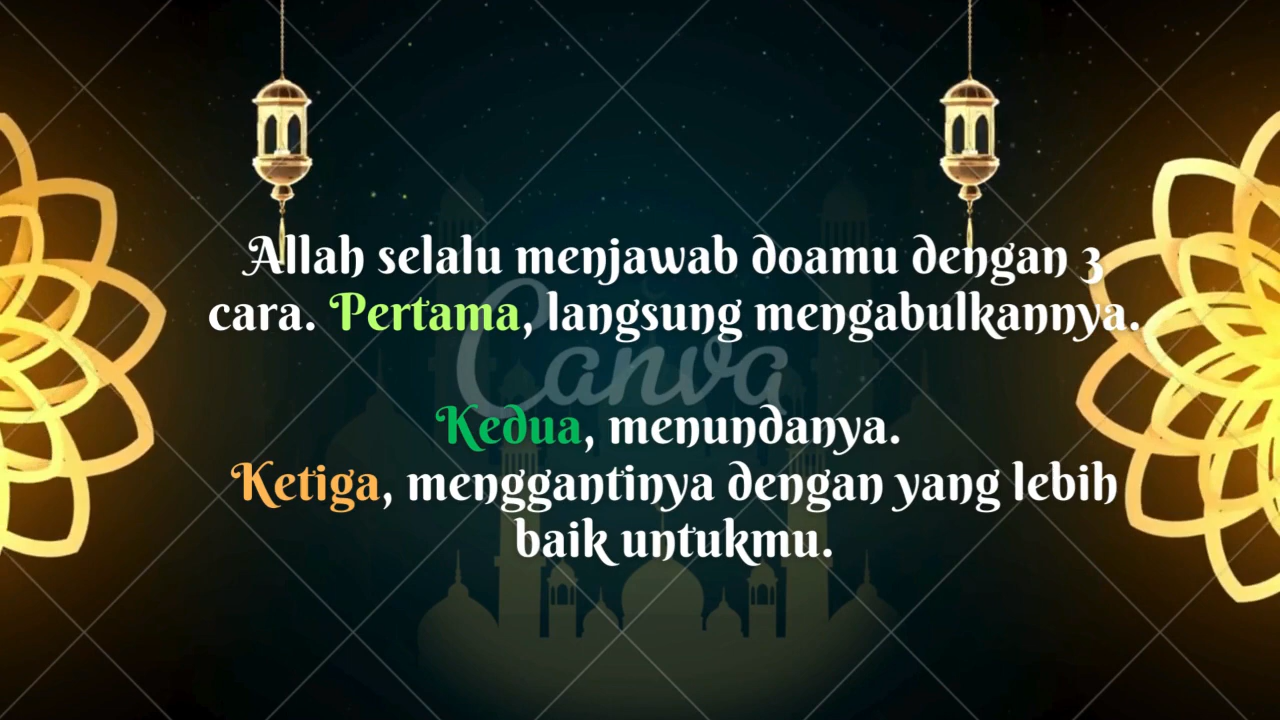 Allah selalu menjawab doamu dengan 3
cara. Pertama, langsung mengabulkannya.
Canva
Kedua, menundanya.
Ketiga, menggantinya dengan yang lebih
baik untukmu.